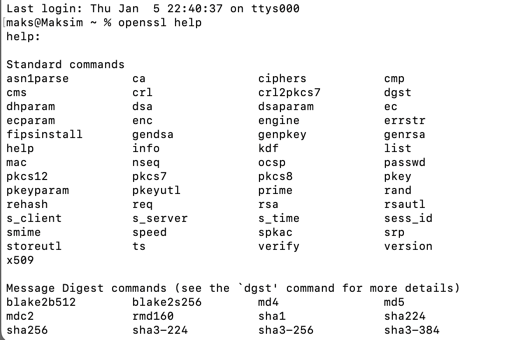 Last login: Thu Jan  5 22:40:37 on ttys000
[maks@Maksim ~ % openssl help
help:

Standard commands
asn1parse         ca                ciphers           cmp
cms               crl               crl2pkcs7         dgst
dhparam           dsa               dsaparam          ec
ecparam           enc               engine            errstr
fipsinstall       gendsa            genpkey           genrsa
help              info              kdf               list
mac               nseq              ocsp              passwd
pkcs12            pkcs7             pkcs8             pkey
pkeyparam         pkeyutl           prime             rand
rehash            req               rsa               rsautl
s_client          s_server          s_time            sess_id
smime             speed             spkac             srp
storeutl          ts                verify            version
x509

Message Digest commands (see the `dgst' command for more details)
blake2b512        blake2s256        md4               md5
mdc2              rmd160            sha1              sha224
sha256            sha3-224          sha3-256          sha3-384